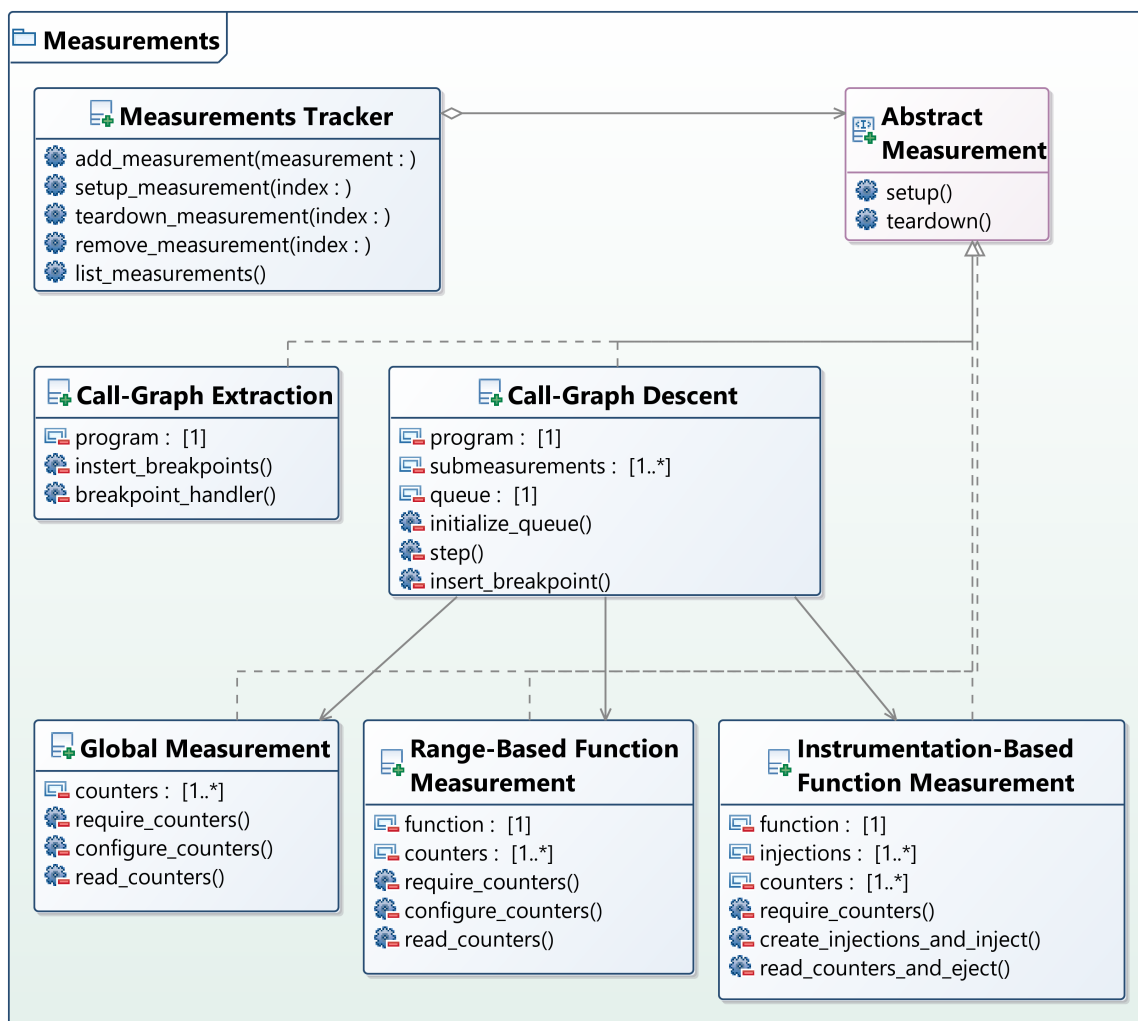 Measurements
Measurements Tracker
add_measurement(measurement : )
setup_measurement(index : )
teardown_measurement(index : )
remove_measurement(index : )
list_measurements()
<I>
Abstract
Measurement
setup()
teardown()
Call-Graph Extraction
program : [1]
instert_breakpoints()
breakpoint_handler()
Call-Graph Descent
program : [1]
submeasurements : [1..*]
queue : [1]
initialize_queue()
step()
insert_breakpoint()
Global Measurement
counters : [1..*]
require_counters()
configure_counters()
read_counters()
Range-Based Function
Measurement
function : [1]
counters : [1..*]
require_counters()
configure_counters()
read_counters()
Instrumentation-Based
Function Measurement
function : [1]
injections : [1..*]
counters : [1..*]
require_counters()
create_injections_and_inject()
read_counters_and_eject()